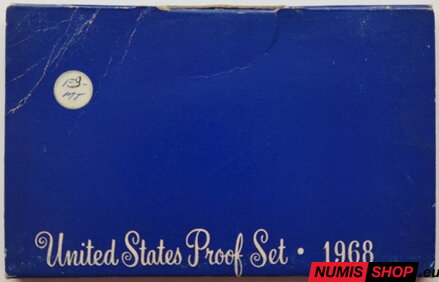 United States Proof Set • 1968
NUMISSHOP.eu